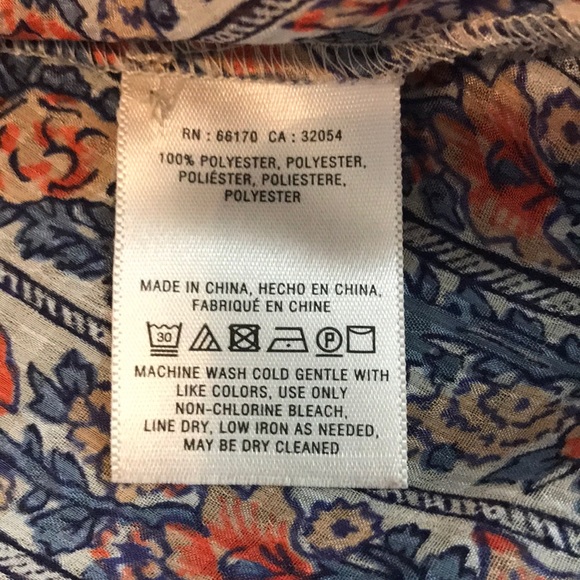 RN : 66170 CA : 32054
100% POLYESTER, POLYESTER,
POLIÉSTER, POLIESTERE,
POLYESTER
MADE IN CHINA, HECHO EN CHINA,
FABRIQUÉ EN CHINE
30 P
MACHINE WASH COLD GENTLE WITH
LIKE COLORS, USE ONLY
NON-CHLORINE BLEACH,
LINE DRY, LOW IRON AS NEEDED,
MAY BE DRY CLEANED